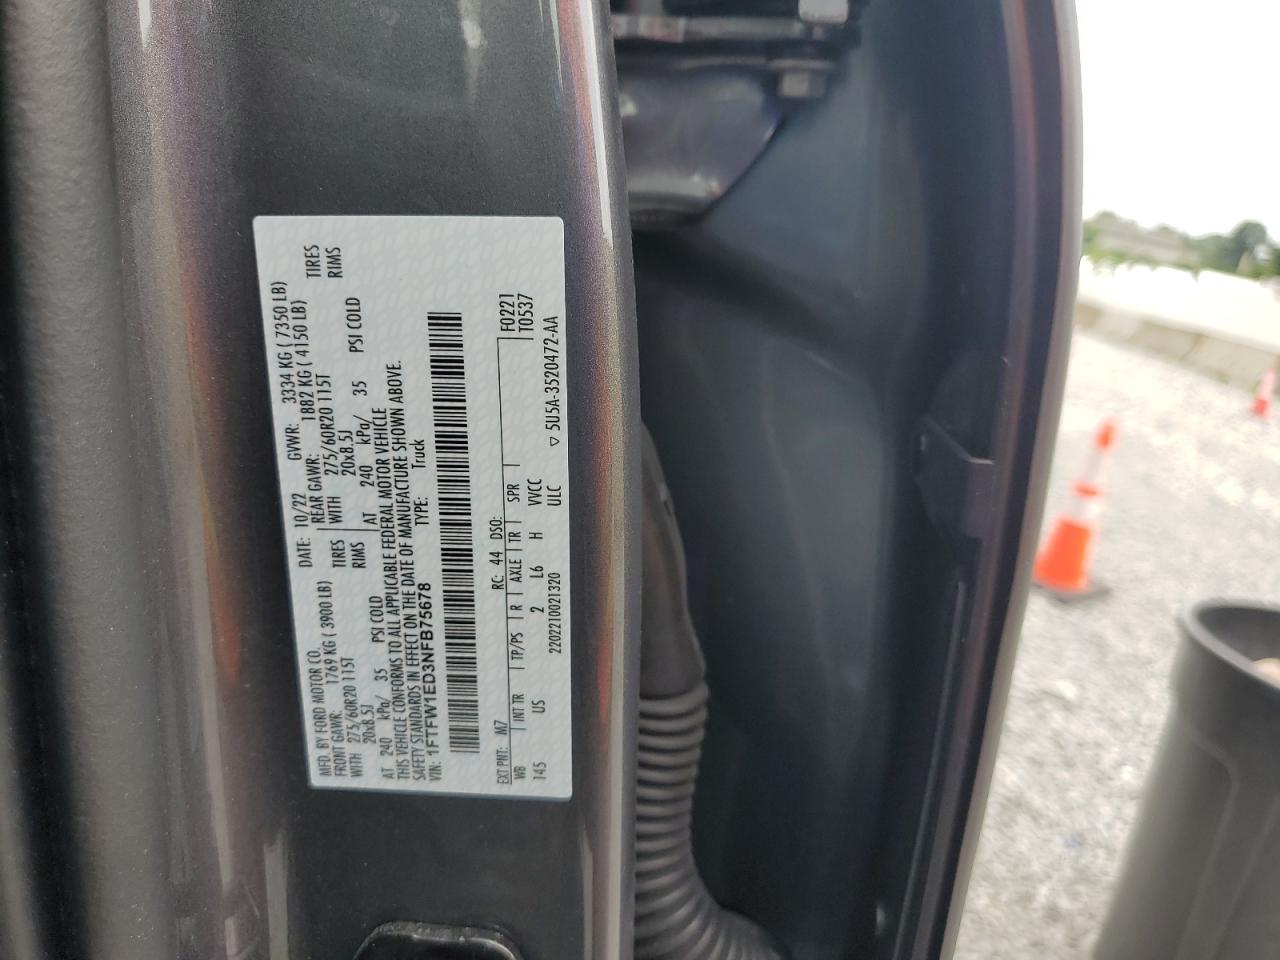 MFD. BY FORD MOTOR CO. DATE: 10/22 GVWR: 3334 KG ( 7350 LB)
FRONT GAWR: 1769 KG ( 3900 LB) REAR GAWR: 1882 KG ( 4150 LB)
WITH 275/60R20 115T TIRES WITH 275/60R20 115T TIRES
20x8.5J RIMS 20x8.5J RIMS
AT 240 kPa/ 35 PSI COLD AT 240 kPa/ 35 PSI COLD
THIS VEHICLE CONFORMS TO ALL APPLICABLE FEDERAL MOTOR VEHICLE
SAFETY STANDARDS IN EFFECT ON THE DATE OF MANUFACTURE SHOWN ABOVE.
VIN: 1FTFW1ED3NFB75678 TYPE: Truck
EXT PNT: M7 RC: 44 DSO: F0221
WB INT TR TP/PS R AXLE TR SPR T0537
145 US 2 L6 H VVCC
2202210021320 ULC ▽ 5U5A-3520472-AA